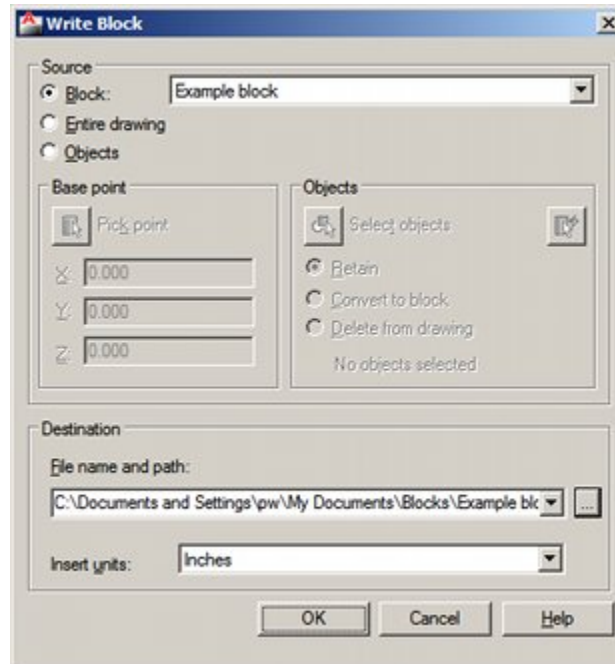 Write Block
Source
Block: Example block
Entire drawing
Objects
Base point
Pick point
X: 0.000
Y: 0.000
Z: 0.000
Objects
Select objects
Retain
Convert to block
Delete from drawing
No objects selected
Destination
File name and path:
C:\Documents and Settings\pw\My Documents\Blocks\Example blo
...
Insert units: Inches
OK Cancel Help